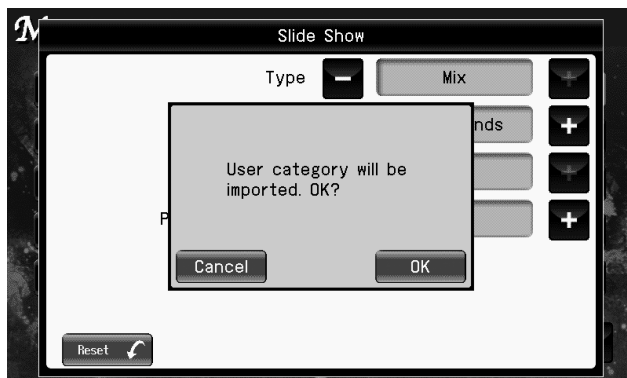 M
Slide Show
Type − Mix +
nds +
+
P +
User category will be
imported. OK?
Cancel OK
Reset